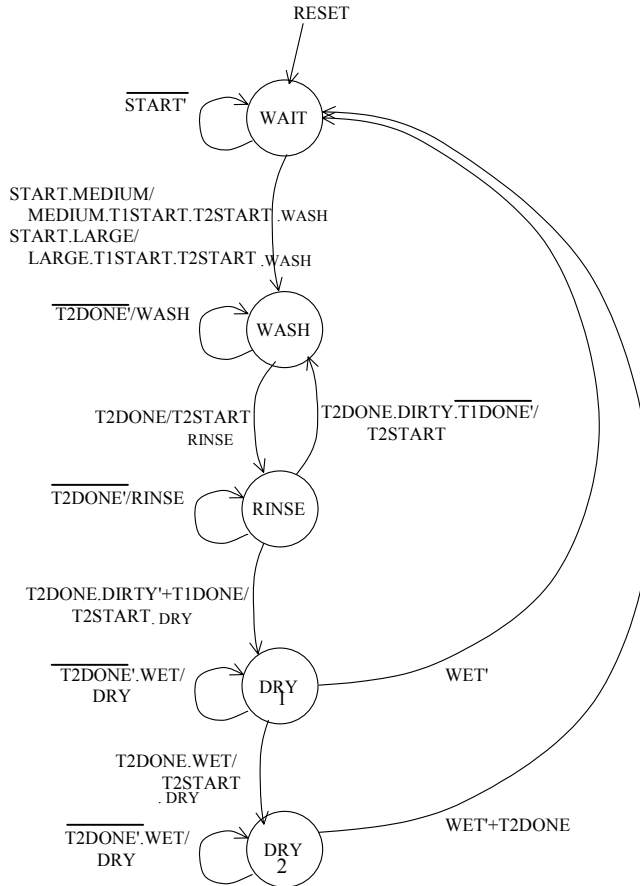 RESET
START'
WAIT
START.MEDIUM/
MEDIUM.T1START.T2START .WASH
START.LARGE/
LARGE.T1START.T2START .WASH
T2DONE'/WASH
WASH
T2DONE/T2START
RINSE
T2DONE.DIRTY.T1DONE'/
T2START
T2DONE'/RINSE
RINSE
T2DONE.DIRTY'+T1DONE/
T2START. DRY
T2DONE'.WET/
DRY
DRY
1
WET'
T2DONE.WET/
T2START
. DRY
T2DONE'.WET/
DRY
DRY
2
WET'+T2DONE